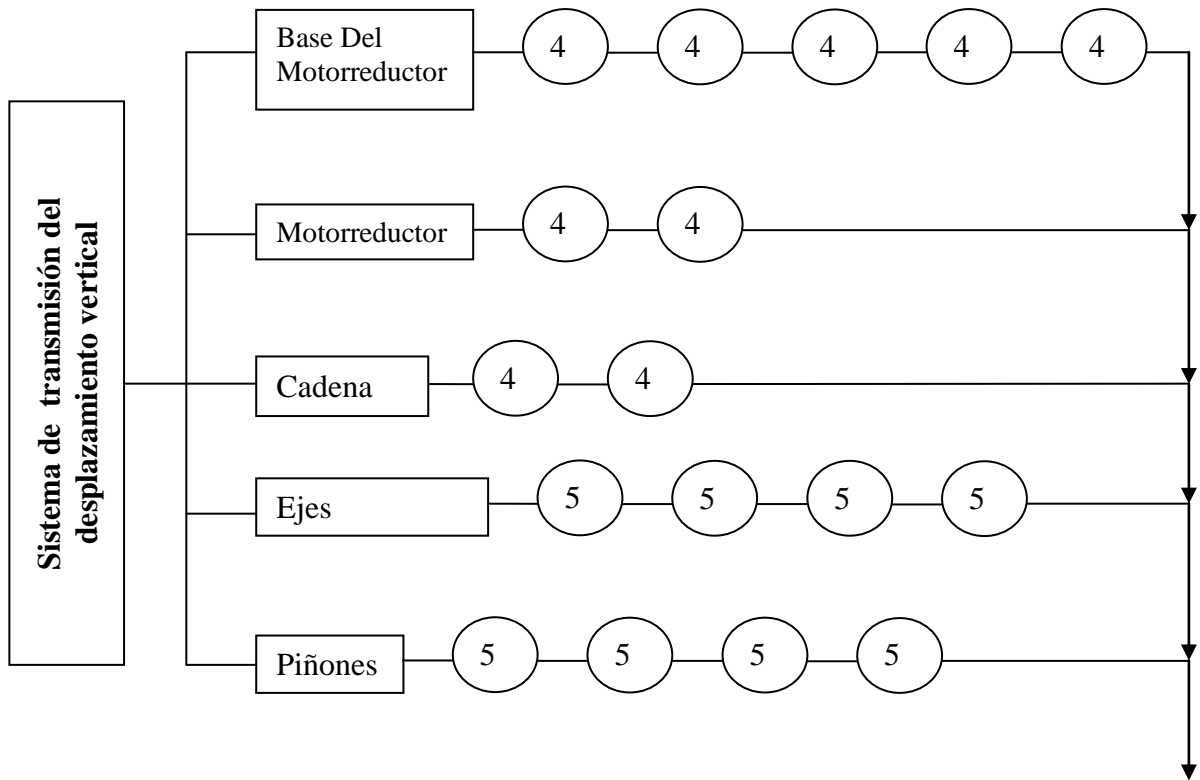 Sistema de transmisión del
desplazamiento vertical
Base Del
Motorreductor
4 4 4 4 4
Motorreductor
4 4
Cadena
4 4
Ejes
5 5 5 5
Piñones
5 5 5 5